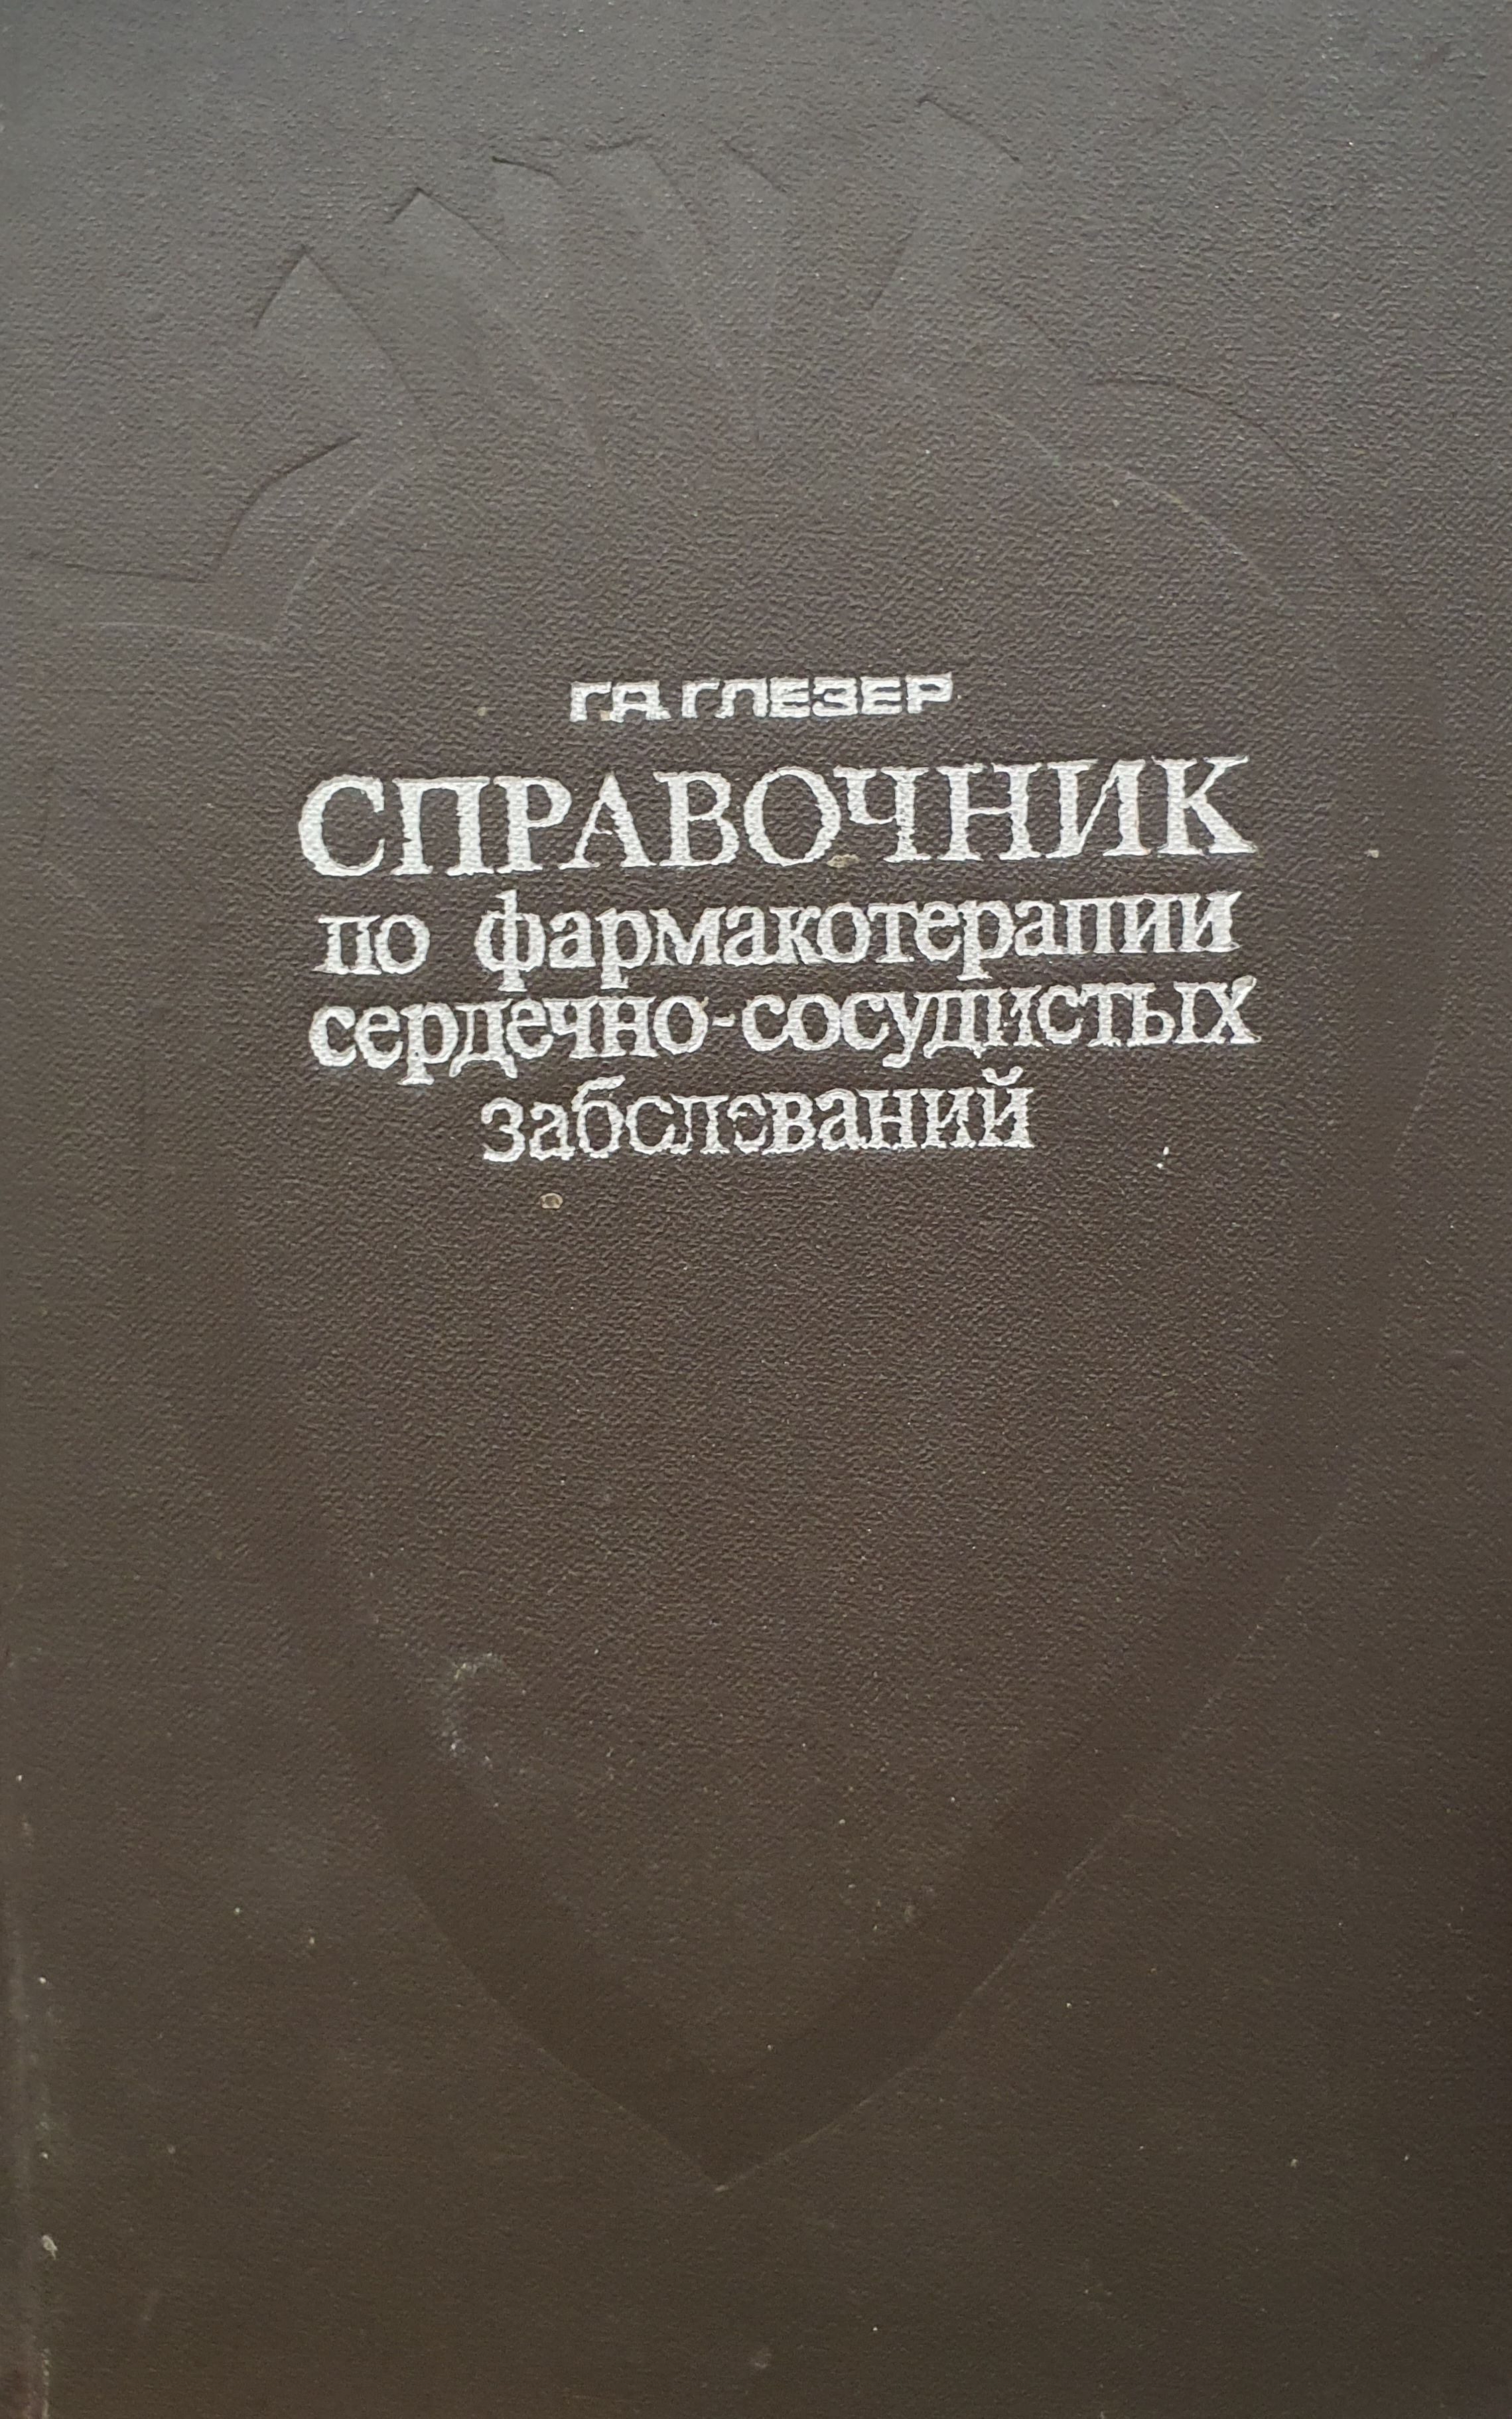 Г.А. ГЛЕЗЕР
СПРАВОЧНИК
по фармакотерапии
сердечно-сосудистых
заболеваний